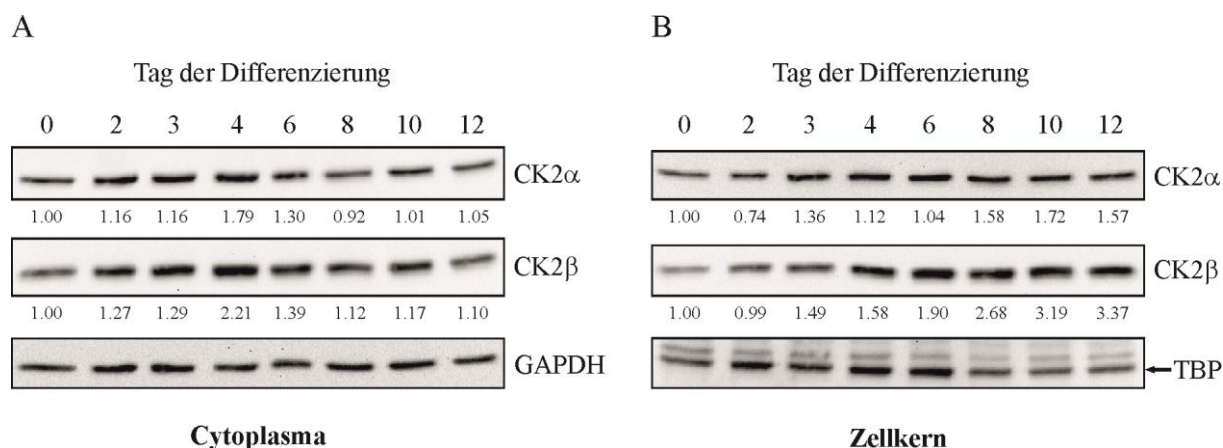 A
Tag der Differenzierung
0 2 3 4 6 8 10 12
CK2α
1.00 1.16 1.16 1.79 1.30 0.92 1.01 1.05
CK2β
1.00 1.27 1.29 2.21 1.39 1.12 1.17 1.10
GAPDH
Cytoplasma
B
Tag der Differenzierung
0 2 3 4 6 8 10 12
CK2α
1.00 0.74 1.36 1.12 1.04 1.58 1.72 1.57
CK2β
1.00 0.99 1.49 1.58 1.90 2.68 3.19 3.37
TBP
Zellkern